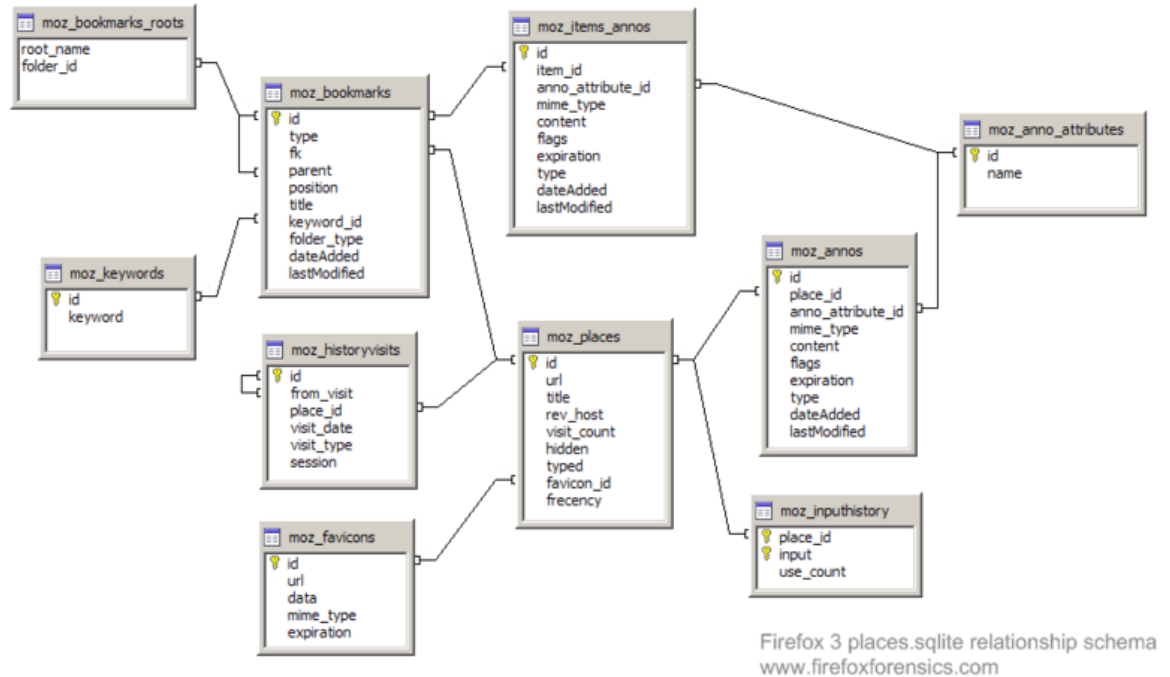 moz_bookmarks_roots
root_name
folder_id
moz_bookmarks
id
type
fk
parent
position
title
keyword_id
folder_type
dateAdded
lastModified
moz_items_annos
id
item_id
anno_attribute_id
mime_type
content
flags
expiration
type
dateAdded
lastModified
moz_anno_attributes
id
name
moz_keywords
id
keyword
moz_historyvisits
id
from_visit
place_id
visit_date
visit_type
session
moz_places
id
url
title
rev_host
visit_count
hidden
typed
favicon_id
frecency
moz_annos
id
place_id
anno_attribute_id
mime_type
content
flags
expiration
type
dateAdded
lastModified
moz_favicons
id
url
data
mime_type
expiration
moz_inputhistory
place_id
input
use_count
Firefox 3 places.sqlite relationship schema
www.firefoxforensics.com